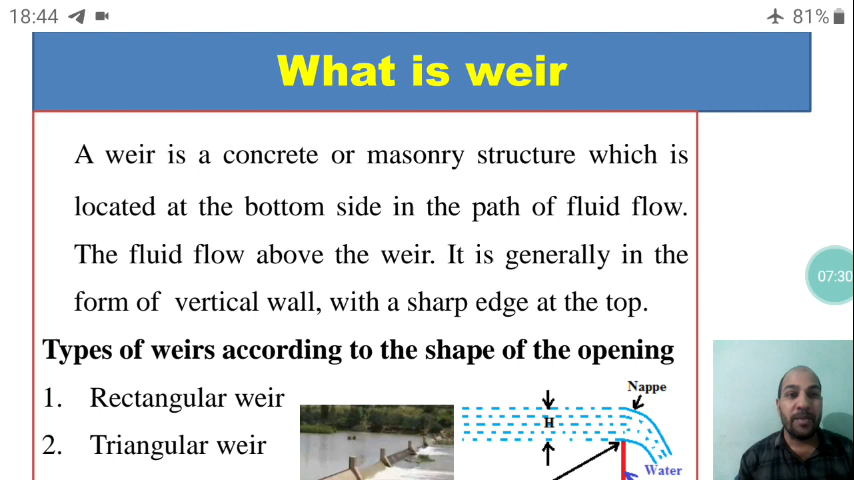 18:44
81%
What is weir
A weir is a concrete or masonry structure which is
located at the bottom side in the path of fluid flow.
The fluid flow above the weir. It is generally in the
form of vertical wall, with a sharp edge at the top.
07:30
Types of weirs according to the shape of the opening
1. Rectangular weir
2. Triangular weir
Nappe
H
Water